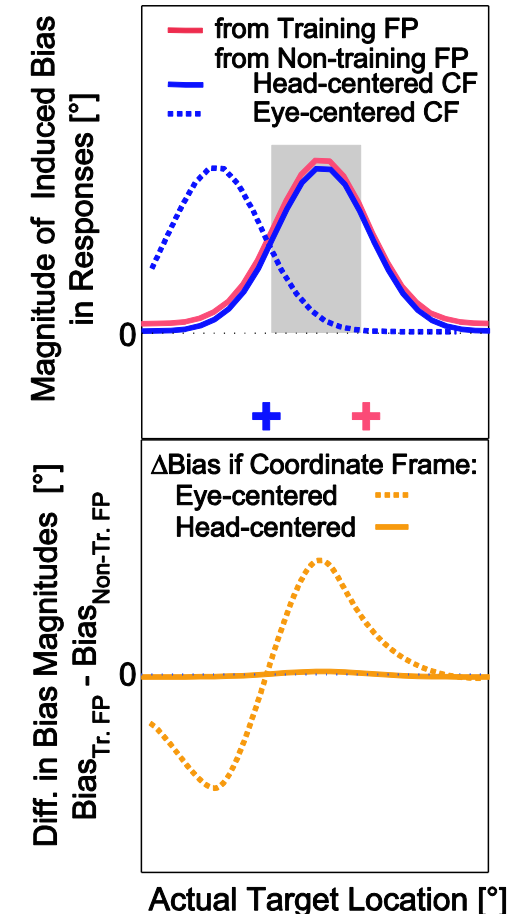 Magnitude of Induced Bias
in Responses [°]
from Training FP
from Non-training FP
Head-centered CF
Eye-centered CF
0
Diff. in Bias Magnitudes [°]
BiasTr. FP - BiasNon-Tr. FP
ΔBias if Coordinate Frame:
Eye-centered
Head-centered
0
Actual Target Location [°]